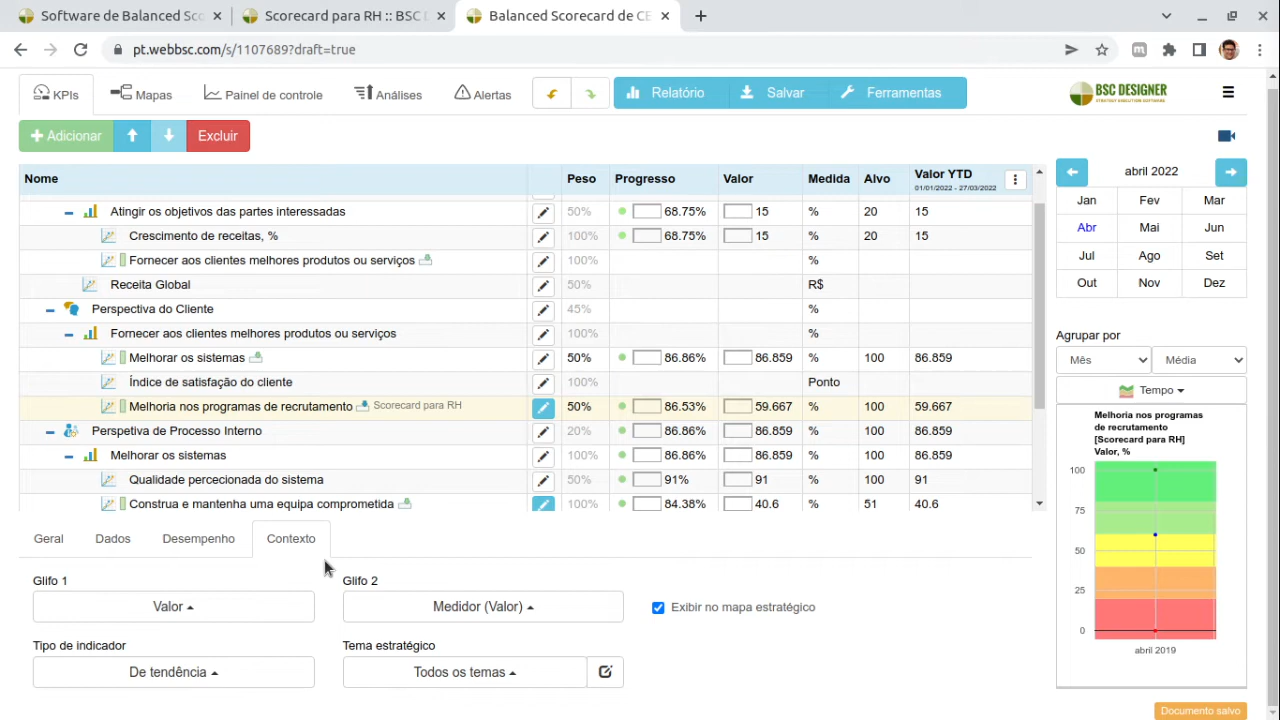 Software de Balanced Sc
Scorecard para RH :: BSC D
Balanced Scorecard de CE
pt.webbsc.com/s/1107689?draft=true
KPIs
Mapas
Painel de controle
Análises
Alertas
Relatório
Salvar
Ferramentas
BSC DESIGNER
STRATEGY EXECUTION SOFTWARE
Adicionar
Excluir
Nome Peso Progresso Valor Medida Alvo Valor YTD
01/01/2022 - 27/03/2022
Atingir os objetivos das partes interessadas 50% 68.75% 15 % 20 15
Crescimento de receitas, % 100% 68.75% 15 % 20 15
Fornecer aos clientes melhores produtos ou serviços 100% %
Receita Global 50% R$
Perspectiva do Cliente 45% %
Fornecer aos clientes melhores produtos ou serviços 100% %
Melhorar os sistemas 50% 86.86% 86.859 % 100 86.859
Índice de satisfação do cliente 100% Ponto
Melhoria nos programas de recrutamento Scorecard para RH 50% 86.53% 59.667 % 100 59.667
Perspetiva de Processo Interno 20% 86.86% 86.859 % 100 86.859
Melhorar os sistemas 100% 86.86% 86.859 % 100 86.859
Qualidade percecionada do sistema 50% 91% 91 % 100 91
Construa e mantenha uma equipa comprometida 100% 84.38% 40.6 % 51 40.6
abril 2022
Jan Fev Mar
Abr Mai Jun
Jul Ago Set
Out Nov Dez
Agrupar por
Mês Média
Tempo
Melhoria nos programas
de recrutamento
[Scorecard para RH]
Valor, %
100
75
50
25
0
abril 2019
Geral Dados Desempenho Contexto
Glifo 1 Glifo 2
Valor Medidor (Valor) Exibir no mapa estratégico
Tipo de indicador Tema estratégico
De tendência Todos os temas
Documento salvo